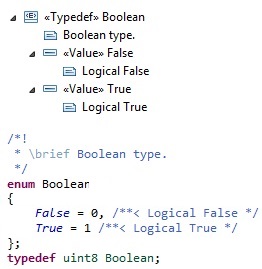 «Typedef» Boolean
Boolean type.
«Value» False
Logical False
«Value» True
Logical True
/*!
* \brief Boolean type.
*/
enum Boolean
{
False = 0, /**< Logical False */
True = 1 /**< Logical True */
};
typedef uint8 Boolean;